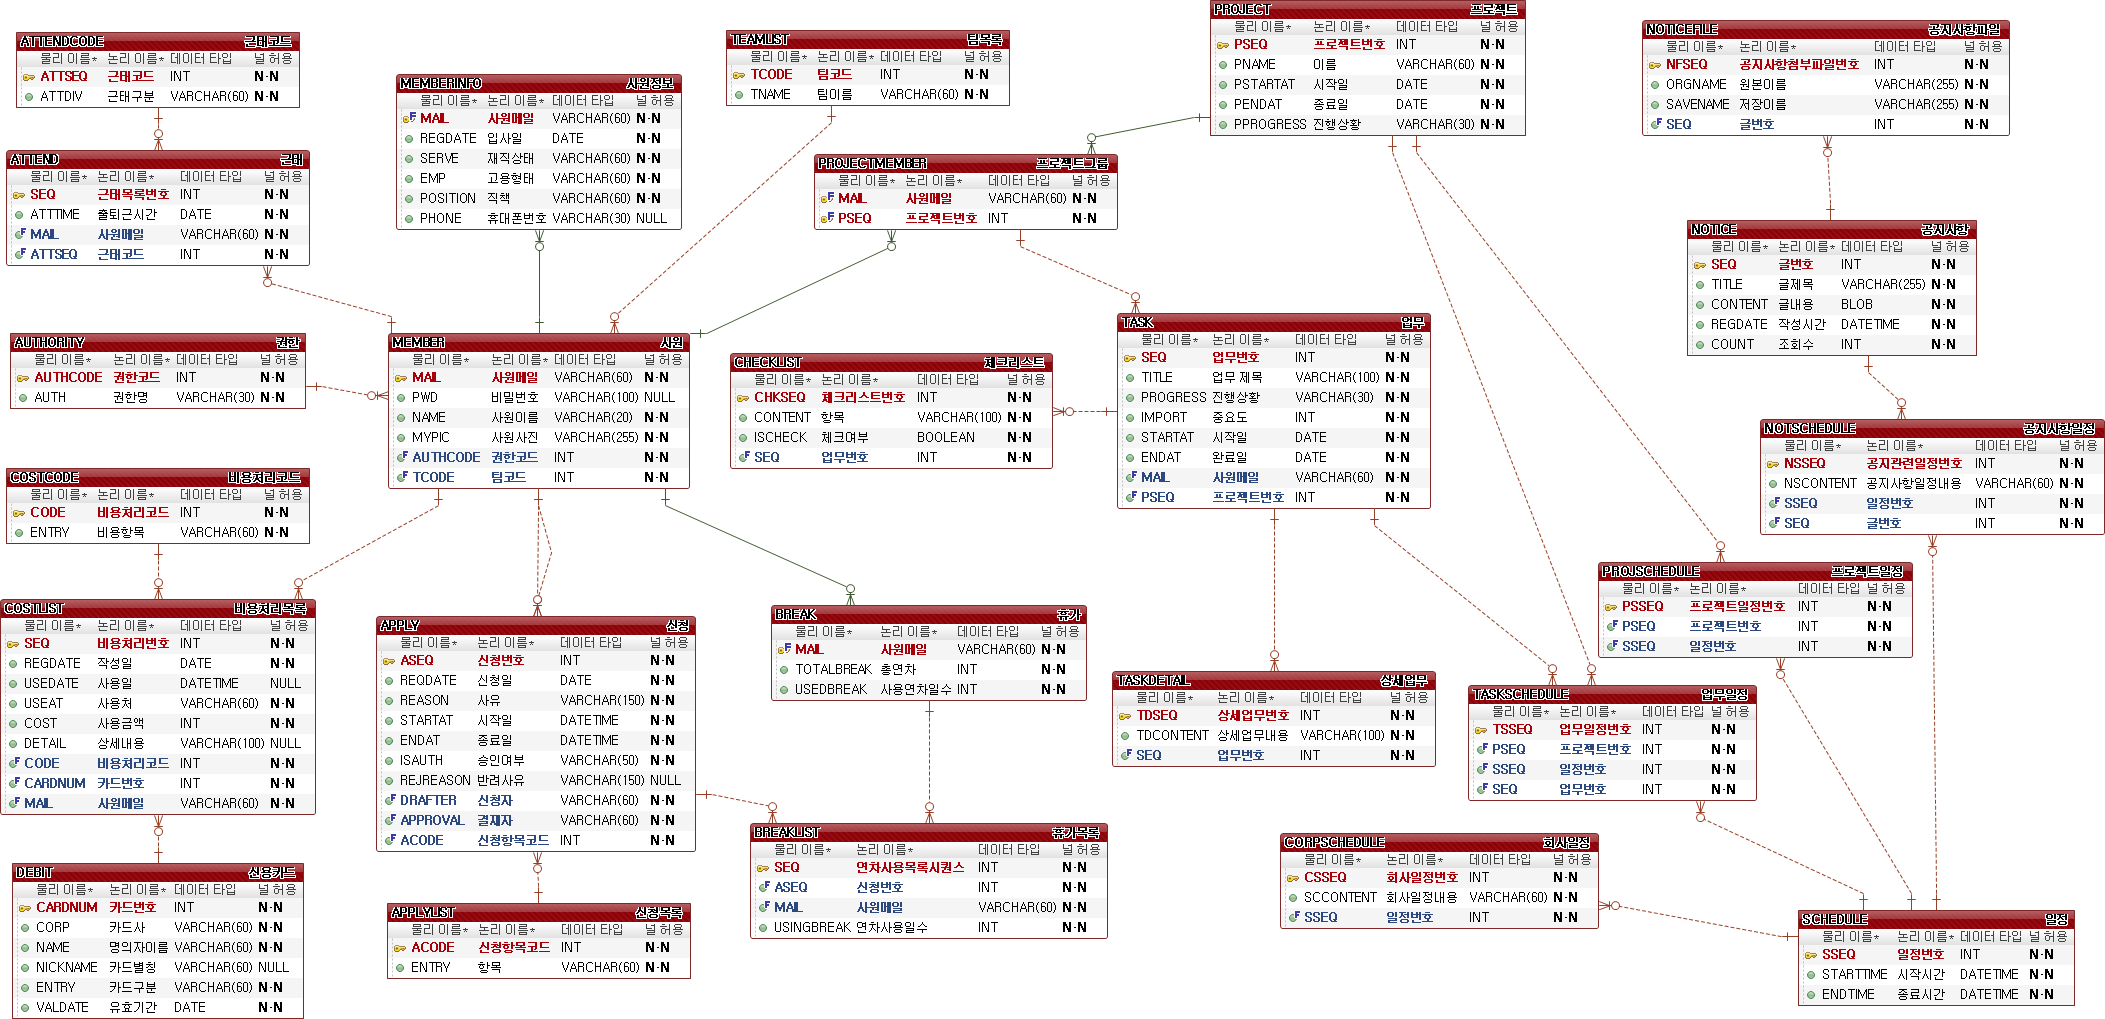 ATTENDCODE 근태코드
물리 이름* 논리 이름* 데이터 타입 널 허용
ATTSEQ 근태코드 INT N-N
ATTDIV 근태구분 VARCHAR(60) N-N
ATTEND 근태
물리 이름* 논리 이름* 데이터 타입 널 허용
SEQ 근태목록번호 INT N-N
ATTTIME 출퇴근시간 DATE N-N
MAIL 사원메일 VARCHAR(60) N-N
ATTSEQ 근태코드 INT N-N
AUTHORITY 권한
물리 이름* 논리 이름* 데이터 타입 널 허용
AUTHCODE 권한코드 INT N-N
AUTH 권한명 VARCHAR(30) N-N
COSTCODE 비용처리코드
물리 이름* 논리 이름* 데이터 타입 널 허용
CODE 비용처리코드 INT N-N
ENTRY 비용항목 VARCHAR(60) N-N
COSTLIST 비용처리목록
물리 이름* 논리 이름* 데이터 타입 널 허용
SEQ 비용처리번호 INT N-N
REGDATE 작성일 DATE N-N
USEDATE 사용일 DATETIME NULL
USEAT 사용처 VARCHAR(60) N-N
COST 사용금액 INT N-N
DETAIL 상세내용 VARCHAR(100) NULL
CODE 비용처리코드 INT N-N
CARDNUM 카드번호 INT N-N
MAIL 사원메일 VARCHAR(60) N-N
DEBIT 신용카드
물리 이름* 논리 이름* 데이터 타입 널 허용
CARDNUM 카드번호 INT N-N
CORP 카드사 VARCHAR(60) N-N
NAME 명의자이름 VARCHAR(60) N-N
NICKNAME 카드별칭 VARCHAR(60) NULL
ENTRY 카드구분 VARCHAR(60) N-N
VALDATE 유효기간 DATE N-N
MEMBERINFO 사원정보
물리 이름* 논리 이름* 데이터 타입 널 허용
MAIL 사원메일 VARCHAR(60) N-N
REGDATE 입사일 DATE N-N
SERVE 재직상태 VARCHAR(60) N-N
EMP 고용형태 VARCHAR(60) N-N
POSITION 직책 VARCHAR(60) N-N
PHONE 휴대폰번호 VARCHAR(30) NULL
MEMBER 사원
물리 이름* 논리 이름* 데이터 타입 널 허용
MAIL 사원메일 VARCHAR(60) N-N
PWD 비밀번호 VARCHAR(100) NULL
NAME 사원이름 VARCHAR(20) N-N
MYPIC 사원사진 VARCHAR(255) N-N
AUTHCODE 권한코드 INT N-N
TCODE 팀코드 INT N-N
APPLY 신청
물리 이름* 논리 이름* 데이터 타입 널 허용
ASEQ 신청번호 INT N-N
REQDATE 신청일 DATE N-N
REASON 사유 VARCHAR(150) N-N
STARTAT 시작일 DATETIME N-N
ENDAT 종료일 DATETIME N-N
ISAUTH 승인여부 VARCHAR(50) N-N
REJREASON 반려사유 VARCHAR(150) NULL
DRAFTER 신청자 VARCHAR(60) N-N
APPROVAL 결재자 VARCHAR(60) N-N
ACODE 신청항목코드 INT N-N
APPLYLIST 신청목록
물리 이름* 논리 이름* 데이터 타입 널 허용
ACODE 신청항목코드 INT N-N
ENTRY 항목 VARCHAR(60) N-N
TEAMLIST 팀목록
물리 이름* 논리 이름* 데이터 타입 널 허용
TCODE 팀코드 INT N-N
TNAME 팀이름 VARCHAR(60) N-N
PROJECTMEMBER 프로젝트그룹
물리 이름* 논리 이름* 데이터 타입 널 허용
MAIL 사원메일 VARCHAR(60) N-N
PSEQ 프로젝트번호 INT N-N
CHECKLIST 체크리스트
물리 이름* 논리 이름* 데이터 타입 널 허용
CHKSEQ 체크리스트번호 INT N-N
CONTENT 항목 VARCHAR(100) N-N
ISCHECK 체크여부 BOOLEAN N-N
SEQ 업무번호 INT N-N
BREAK 휴가
물리 이름* 논리 이름* 데이터 타입 널 허용
MAIL 사원메일 VARCHAR(60) N-N
TOTALBREAK 총연차 INT N-N
USEDBREAK 사용연차일수 INT N-N
BREAKLIST 휴가목록
물리 이름* 논리 이름* 데이터 타입 널 허용
SEQ 연차사용목록시퀀스 INT N-N
ASEQ 신청번호 INT N-N
MAIL 사원메일 VARCHAR(60) N-N
USINGBREAK 연차사용일수 INT N-N
PROJECT 프로젝트
물리 이름* 논리 이름* 데이터 타입 널 허용
PSEQ 프로젝트번호 INT N-N
PNAME 이름 VARCHAR(60) N-N
PSTARTAT 시작일 DATE N-N
PENDAT 종료일 DATE N-N
PPROGRESS 진행상황 VARCHAR(30) N-N
TASK 업무
물리 이름* 논리 이름* 데이터 타입 널 허용
SEQ 업무번호 INT N-N
TITLE 업무 제목 VARCHAR(100) N-N
PROGRESS 진행상황 VARCHAR(30) N-N
IMPORT 중요도 INT N-N
STARTAT 시작일 DATE N-N
ENDAT 완료일 DATE N-N
MAIL 사원메일 VARCHAR(60) N-N
PSEQ 프로젝트번호 INT N-N
TASKDETAIL 상세업무
물리 이름* 논리 이름* 데이터 타입 널 허용
TDSEQ 상세업무번호 INT N-N
TDCONTENT 상세업무내용 VARCHAR(100) N-N
SEQ 업무번호 INT N-N
NOTICEFILE 공지사항파일
물리 이름* 논리 이름* 데이터 타입 널 허용
NFSEQ 공지사항첨부파일번호 INT N-N
ORGNAME 원본이름 VARCHAR(255) N-N
SAVENAME 저장이름 VARCHAR(255) N-N
SEQ 글번호 INT N-N
NOTICE 공지사항
물리 이름* 논리 이름* 데이터 타입 널 허용
SEQ 글번호 INT N-N
TITLE 글제목 VARCHAR(255) N-N
CONTENT 글내용 BLOB N-N
REGDATE 작성시간 DATETIME N-N
COUNT 조회수 INT N-N
NOTSCHEDULE 공지사항일정
물리 이름* 논리 이름* 데이터 타입 널 허용
NSSEQ 공지관련일정번호 INT N-N
NSCONTENT 공지사항일정내용 VARCHAR(60) N-N
SSEQ 일정번호 INT N-N
SEQ 글번호 INT N-N
PROJSCHEDULE 프로젝트일정
물리 이름* 논리 이름* 데이터 타입 널 허용
PSSEQ 프로젝트일정번호 INT N-N
PSEQ 프로젝트번호 INT N-N
SSEQ 일정번호 INT N-N
TASKSCHEDULE 업무일정
물리 이름* 논리 이름* 데이터 타입 널 허용
TSSEQ 업무일정번호 INT N-N
PSEQ 프로젝트번호 INT N-N
SSEQ 일정번호 INT N-N
SEQ 업무번호 INT N-N
CORPSCHEDULE 회사일정
물리 이름* 논리 이름* 데이터 타입 널 허용
CSSEQ 회사일정번호 INT N-N
SCCONTENT 회사일정내용 VARCHAR(60) N-N
SSEQ 일정번호 INT N-N
SCHEDULE 일정
물리 이름* 논리 이름* 데이터 타입 널 허용
SSEQ 일정번호 INT N-N
STARTTIME 시작시간 DATETIME N-N
ENDTIME 종료시간 DATETIME N-N